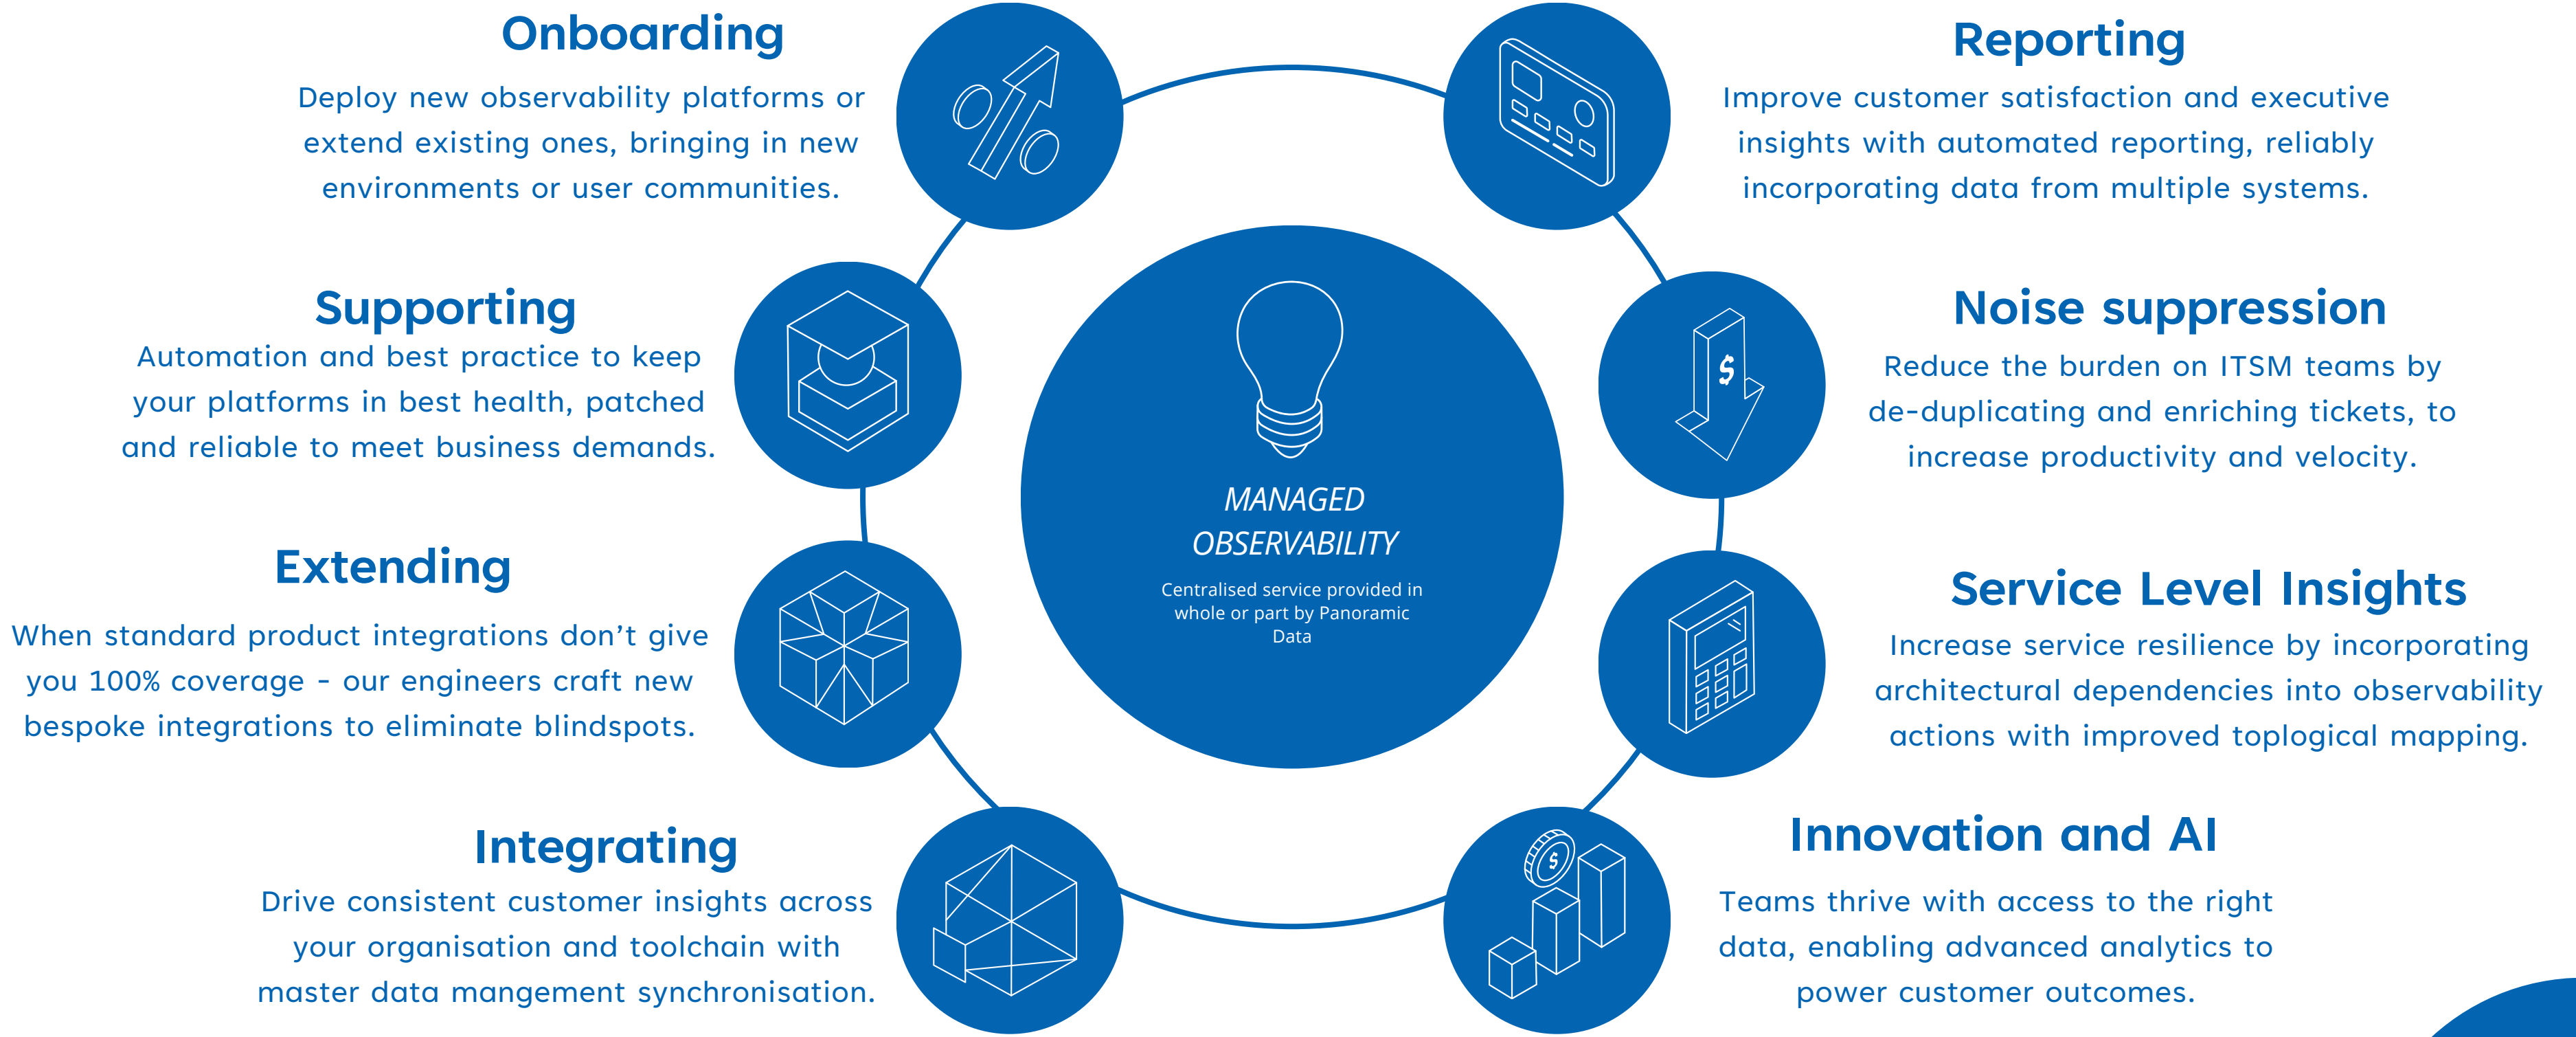 Onboarding
Deploy new observability platforms or
extend existing ones, bringing in new
environments or user communities.
Supporting
Automation and best practice to keep
your platforms in best health, patched
and reliable to meet business demands.
Extending
When standard product integrations don't give
you 100% coverage - our engineers craft new
bespoke integrations to eliminate blindspots.
Integrating
Drive consistent customer insights across
your organisation and toolchain with
master data mangement synchronisation.
MANAGED
OBSERVABILITY
Centralised service provided in
whole or part by Panoramic
Data
Reporting
Improve customer satisfaction and executive
insights with automated reporting, reliably
incorporating data from multiple systems.
Noise suppression
$
Reduce the burden on ITSM teams by
de-duplicating and enriching tickets, to
increase productivity and velocity.
Service Level Insights
Increase service resilience by incorporating
architectural dependencies into observability
actions with improved toplogical mapping.
Innovation and AI
$
Teams thrive with access to the right
data, enabling advanced analytics to
power customer outcomes.